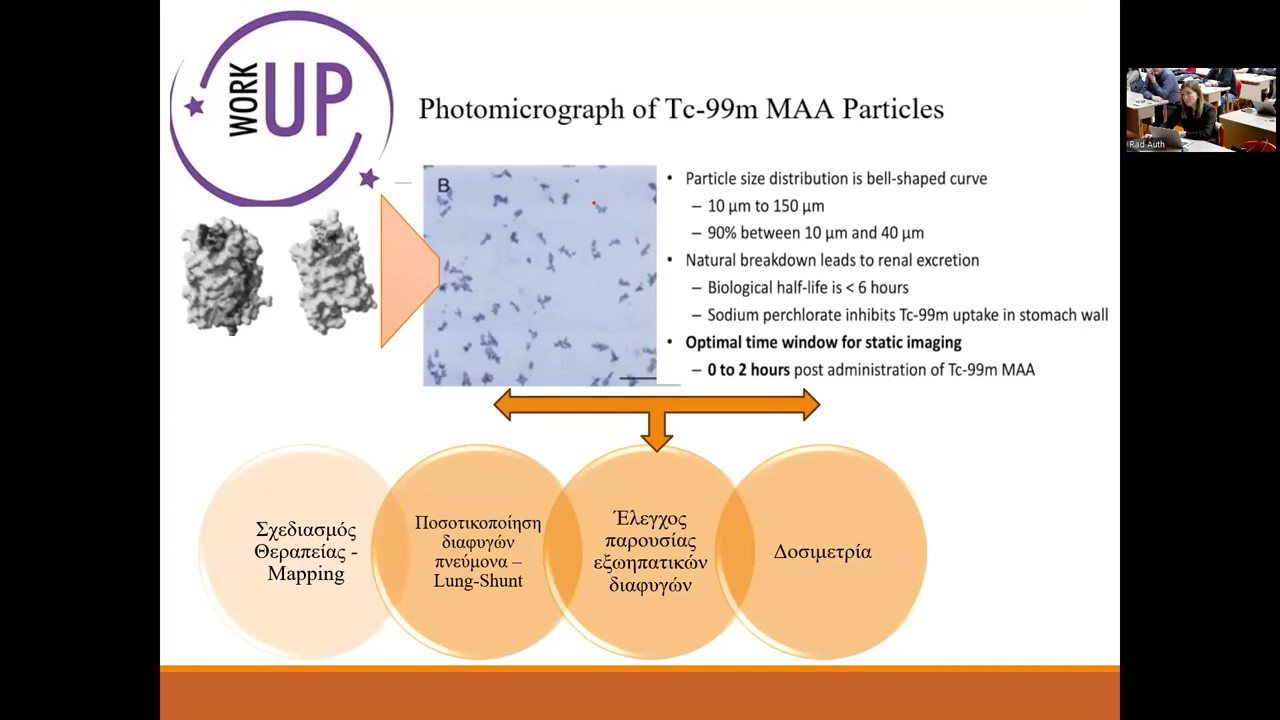 WORK
UP
Photomicrograph of Tc-99m MAA Particles
B
• Particle size distribution is bell-shaped curve
– 10 μm to 150 μm
– 90% between 10 μm and 40 μm
• Natural breakdown leads to renal excretion
– Biological half-life is < 6 hours
– Sodium perchlorate inhibits Tc-99m uptake in stomach wall
• Optimal time window for static imaging
– 0 to 2 hours post administration of Tc-99m MAA
Σχεδιασμός
Θεραπείας -
Mapping
Ποσοτικοποίηση
διαφυγών
πνεύμονα –
Lung-Shunt
Έλεγχος
παρουσίας
εξωηπατικών
διαφυγών
Δοσιμετρία
Rad Auth